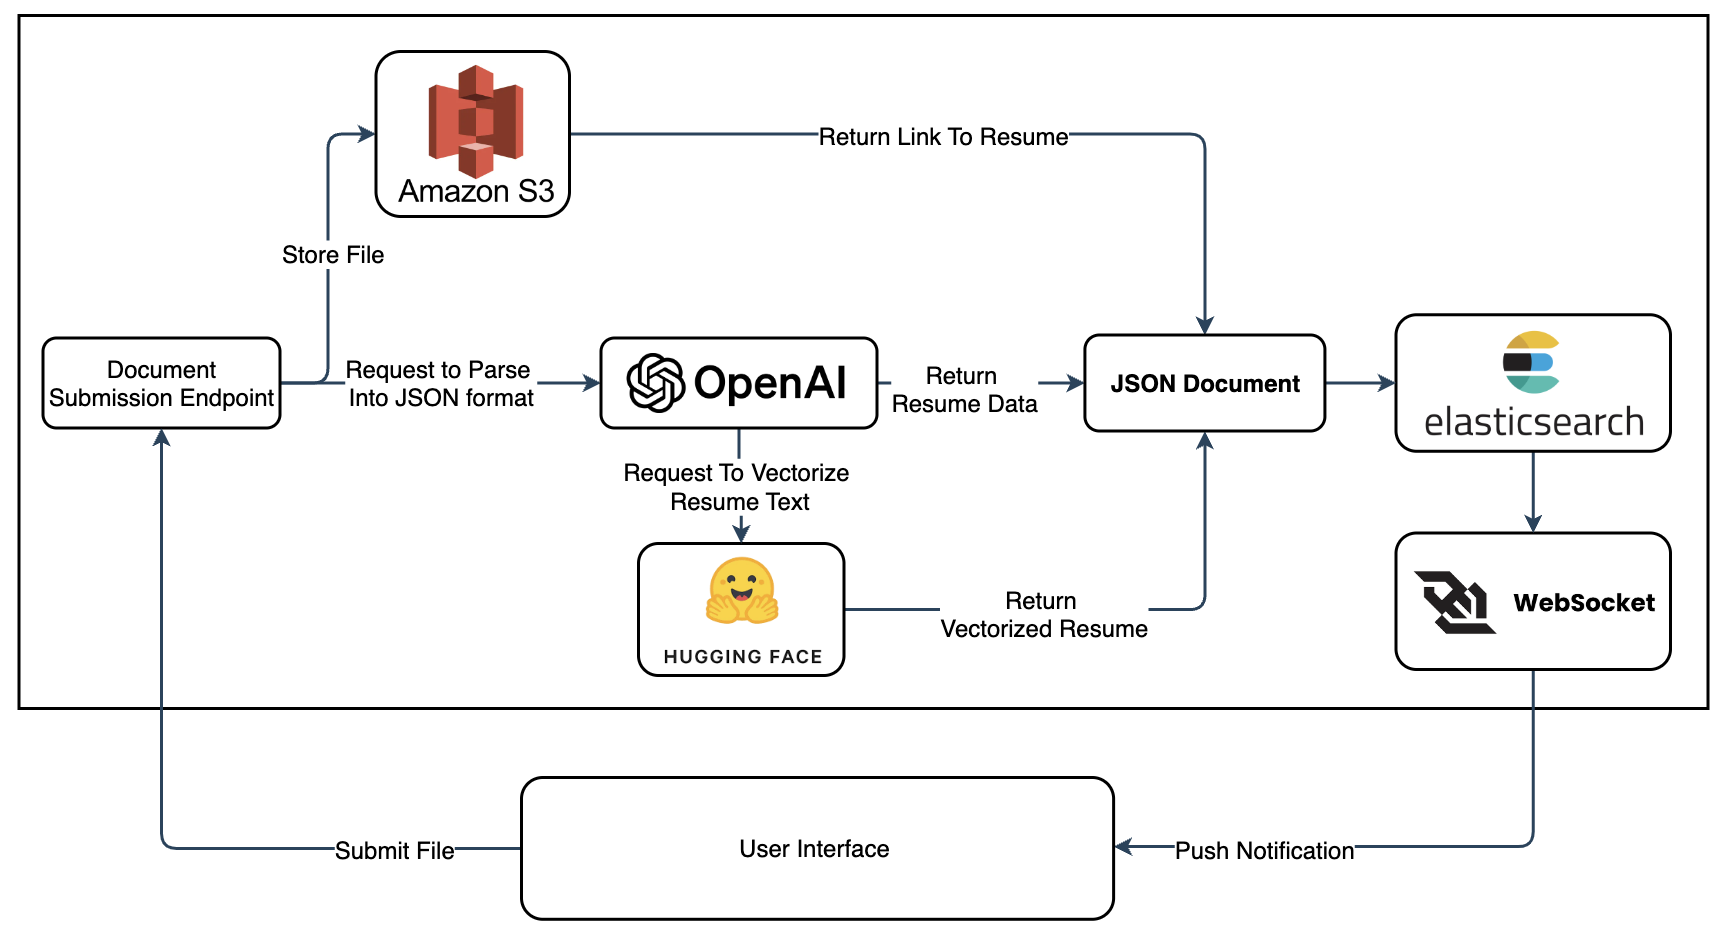 Amazon S3
Return Link To Resume
Store File
Document
Submission Endpoint
Request to Parse
Into JSON format
OpenAI
Return
Resume Data
JSON Document
elasticsearch
Request To Vectorize
Resume Text
HUGGING FACE
Return
Vectorized Resume
WebSocket
Submit File
User Interface
Push Notification